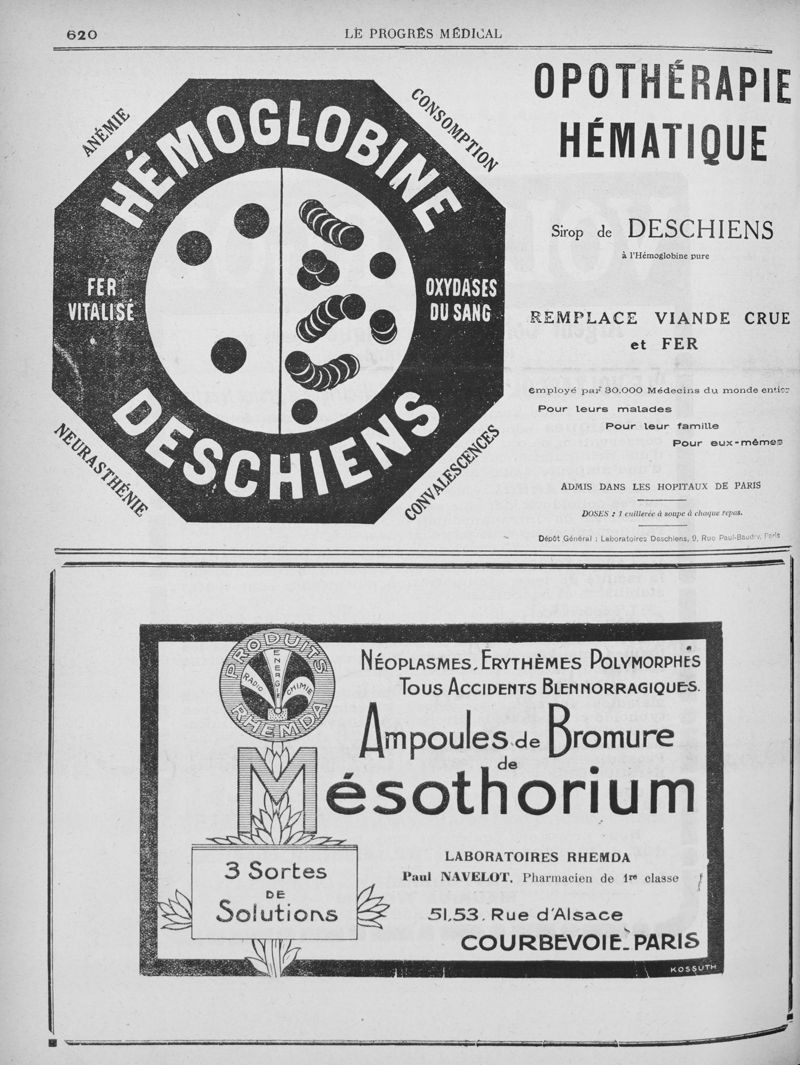 620
LE PROGRÈS MÉDICAL
ANÉMIE
CONSOMPTION
HÉMOGLOBINE
FER
VITALISÉ
OXYDASES
DU SANG
DESCHIENS
NEURASTHÉNIE
CONVALESCENCES
OPOTHÉRAPIE
HÉMATIQUE
Sirop de DESCHIENS
à l'Hémoglobine pure
REMPLACE VIANDE CRUE
et FER
employé par 30.000 Médecins du monde entier
Pour leurs malades
Pour leur famille
Pour eux-mêmes
ADMIS DANS LES HOPITAUX DE PARIS
DOSES : 1 cuillerée à soupe à chaque repas.
Dépôt Général : Laboratoires Deschiens, 9, Rue Paul-Baudry, Paris
PRODUITS
ENERGIE
RADIO
CHIMIE
RHEMDA
NÉOPLASMES, ERYTHÈMES POLYMORPHES
TOUS ACCIDENTS BLENNORRAGIQUES.
Ampoules de Bromure
de
Mésothorium
3 Sortes
DE
Solutions
LABORATOIRES RHEMDA
Paul NAVELOT, Pharmacien de 1re classe
51,53, Rue d'Alsace
COURBEVOIE-PARIS
KOSSUTH